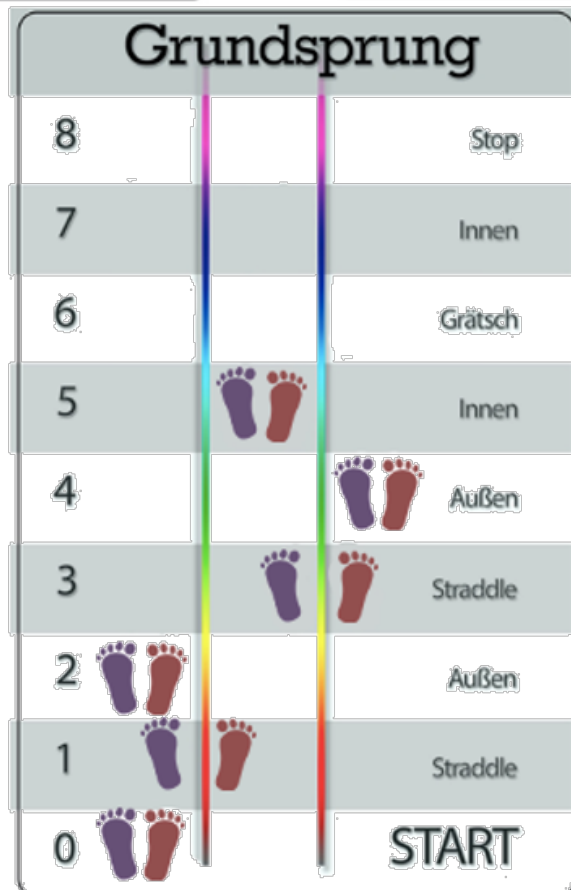 Grundsprung
8 Stop
7 Innen
6 Grätsch
5 Innen
4 Außen
3 Straddle
2 Außen
1 Straddle
0 START